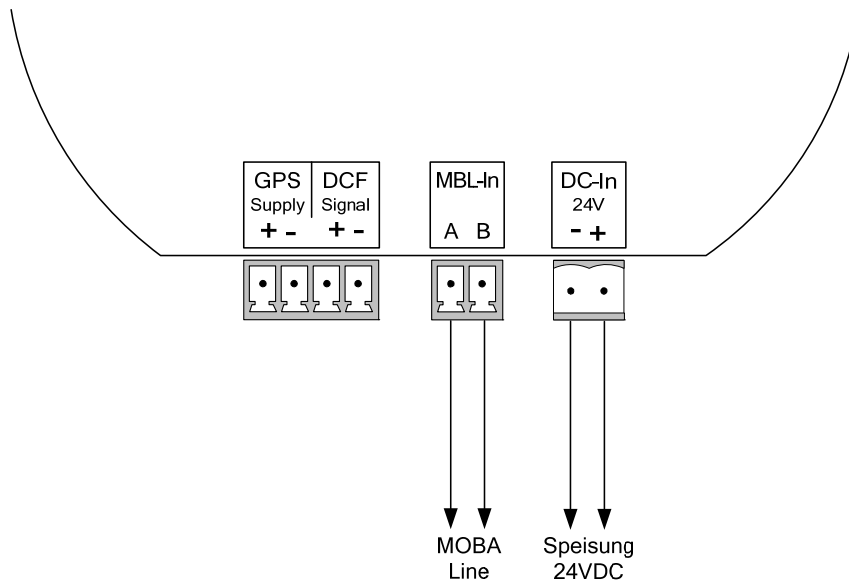 GPS DCF
Supply Signal
+ - + -
MBL-In
A B
DC-In
24V
- +
MOBA
Line
Speisung
24VDC